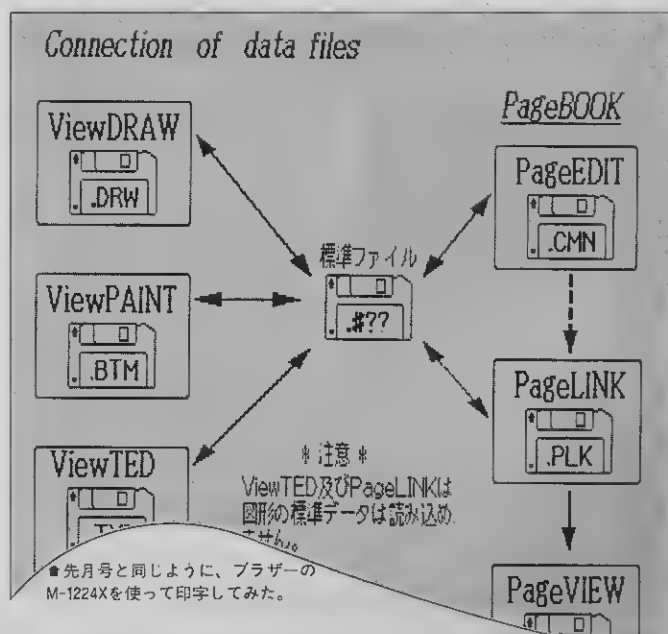 Connection of data files
ViewDRAW
.DRW
ViewPAINT
.BTM
ViewTED
標準ファイル
.#??
PageBOOK
PageEDIT
.CMN
PageLINK
.PLK
PageVIEW
* 注意 *
ViewTED及びPageLINKは
図形の標準データは読み込め
ません。
先月号と同じように、ブラザーの
M-1224Xを使って印字してみた。